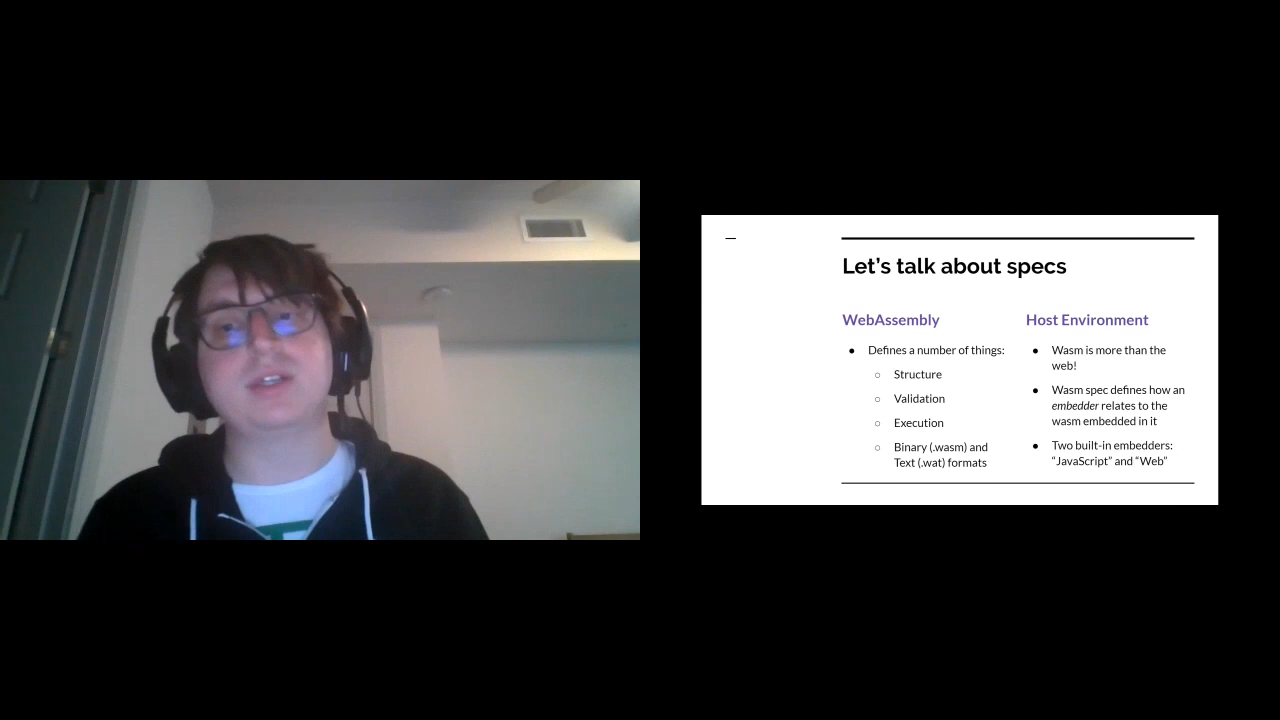 Let’s talk about specs
WebAssembly
● Defines a number of things:
○ Structure
○ Validation
○ Execution
○ Binary (.wasm) and
Text (.wat) formats
Host Environment
● Wasm is more than the
web!
● Wasm spec defines how an
embedder relates to the
wasm embedded in it
● Two built-in embedders:
“JavaScript” and “Web”